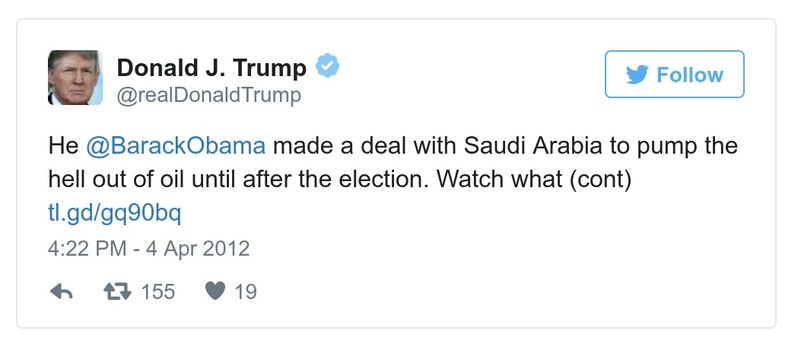 Donald J. Trump
@realDonaldTrump
Follow
He @BarackObama made a deal with Saudi Arabia to pump the
hell out of oil until after the election. Watch what (cont)
tl.gd/gq90bq
4:22 PM - 4 Apr 2012
155 19